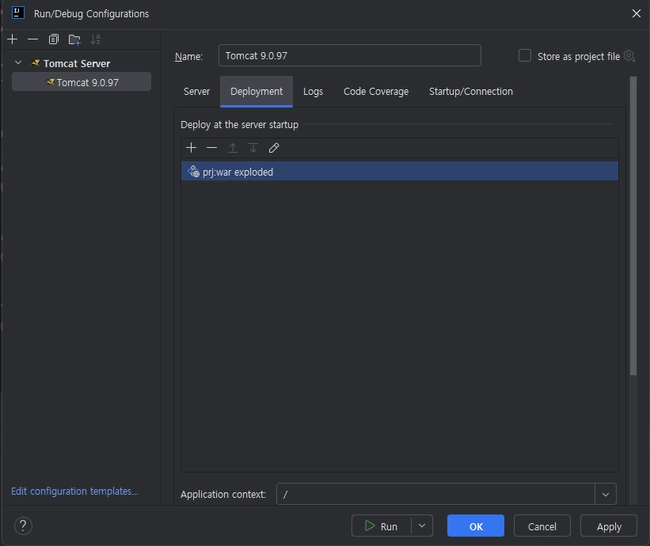 Run/Debug Configurations
Tomcat Server
Tomcat 9.0.97
Name:
Tomcat 9.0.97
Store as project file
Server
Deployment
Logs
Code Coverage
Startup/Connection
Deploy at the server startup
prj:war exploded
Edit configuration templates...
Application context:
/
?
Run
OK
Cancel
Apply